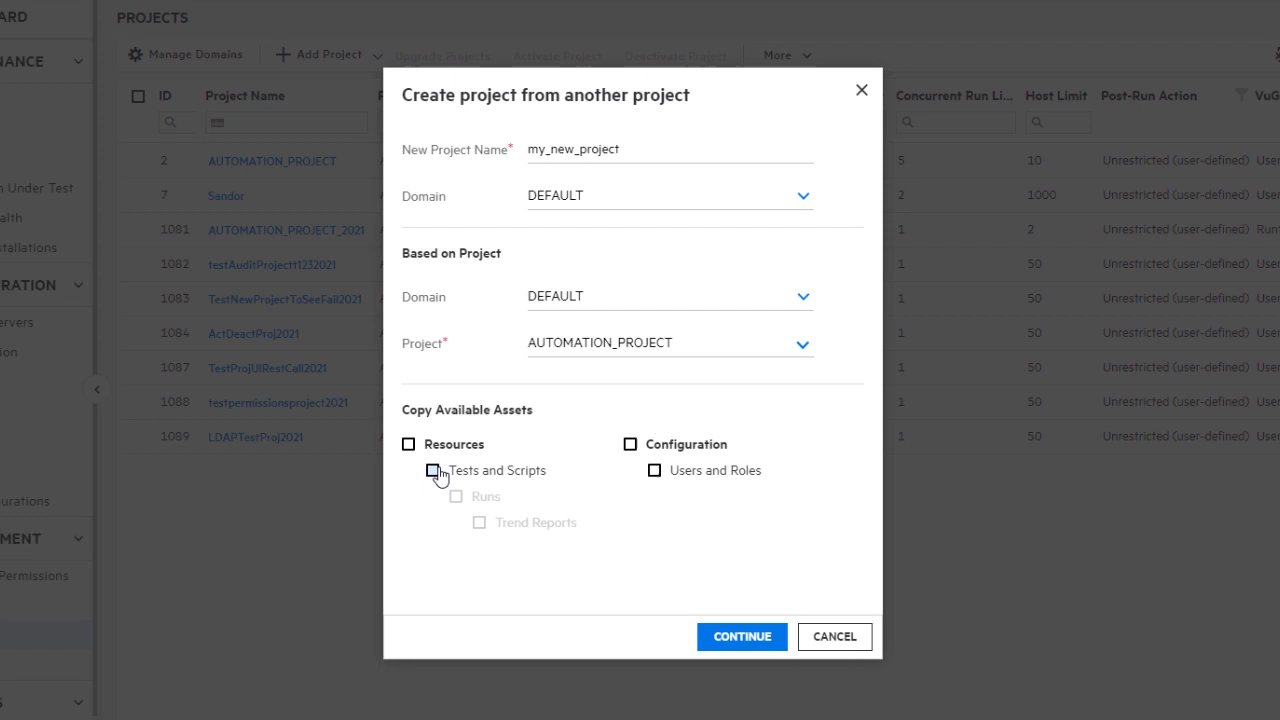 ARD
PROJECTS
NANCE
Manage Domains
Add Project
Upgrade Projects
Activate Project
Deactivate Project
More
Create project from another project
ID
Project Name
Concurrent Run Li...
Host Limit
Post-Run Action
VuG
New Project Name*
my_new_project
2
AUTOMATION_PROJECT
5
10
Unrestricted (user-defined)
User
n Under Test
7
Sandor
Domain
DEFAULT
2
1000
Unrestricted (user-defined)
User
alth
1081
AUTOMATION_PROJECT_2021
1
2
Unrestricted (user-defined)
Runt
nstallations
Based on Project
1082
testAuditProjectt1232021
1
50
Unrestricted (user-defined)
User
RATION
1083
TestNewProjectToSeeFail2021
Domain
DEFAULT
1
50
Unrestricted (user-defined)
User
ervers
1084
ActDeactProj2021
Project*
AUTOMATION_PROJECT
1
50
Unrestricted (user-defined)
User
ion
1087
TestProjUIRestCall2021
1
50
Unrestricted (user-defined)
User
1088
testpermissionsproject2021
Copy Available Assets
1
50
Unrestricted (user-defined)
User
1089
LDAPTestProj2021
1
50
Unrestricted (user-defined)
User
Resources
Configuration
Tests and Scripts
Users and Roles
Runs
Trend Reports
urations
MENT
Permissions
CONTINUE
CANCEL
S